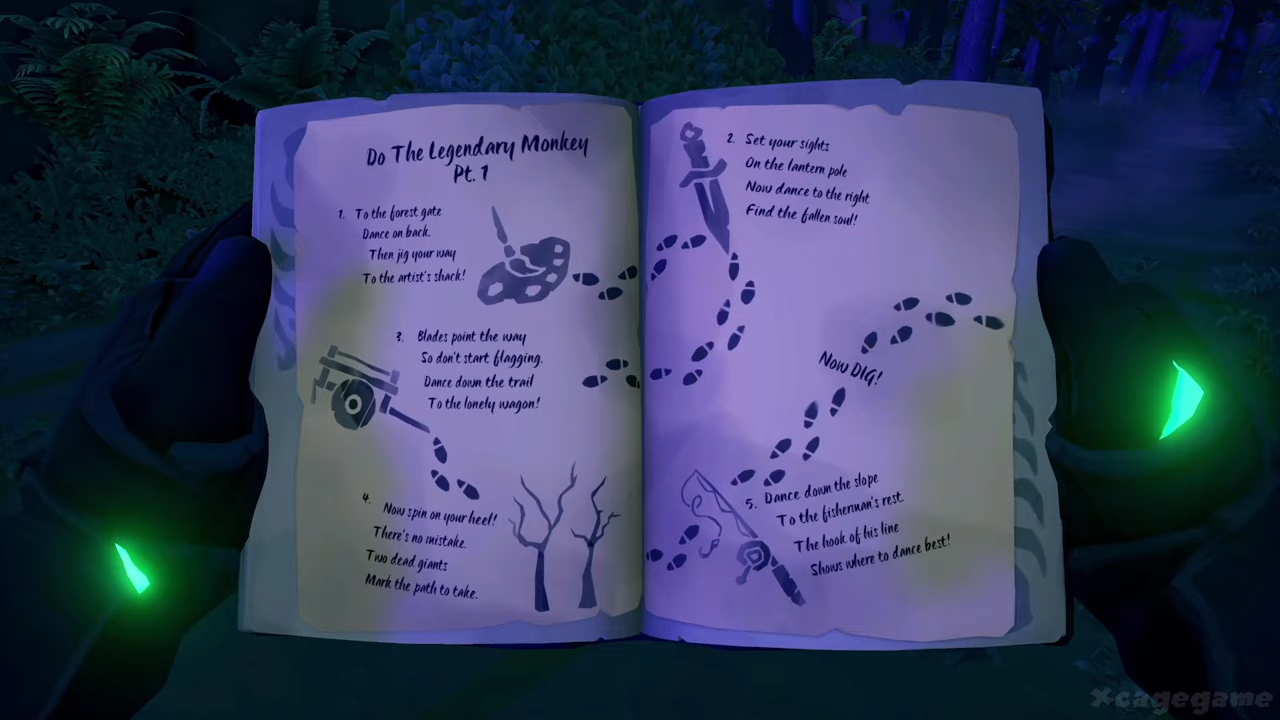 Do The Legendary Monkey
Pt. 1
1. To the forest gate
Dance on back.
Then jig your way
To the artist's shack!
2. Set your sights
On the lantern pole
Now dance to the right
Find the fallen soul!
3. Blades point the way
So don't start flagging.
Dance down the trail
To the lonely wagon!
4. Now spin on your heel!
There's no mistake.
Two dead giants
Mark the path to take.
5. Dance down the slope
To the fisherman's rest.
The hook of his line
Shows where to dance best!
Now DIG!
Xcagegame